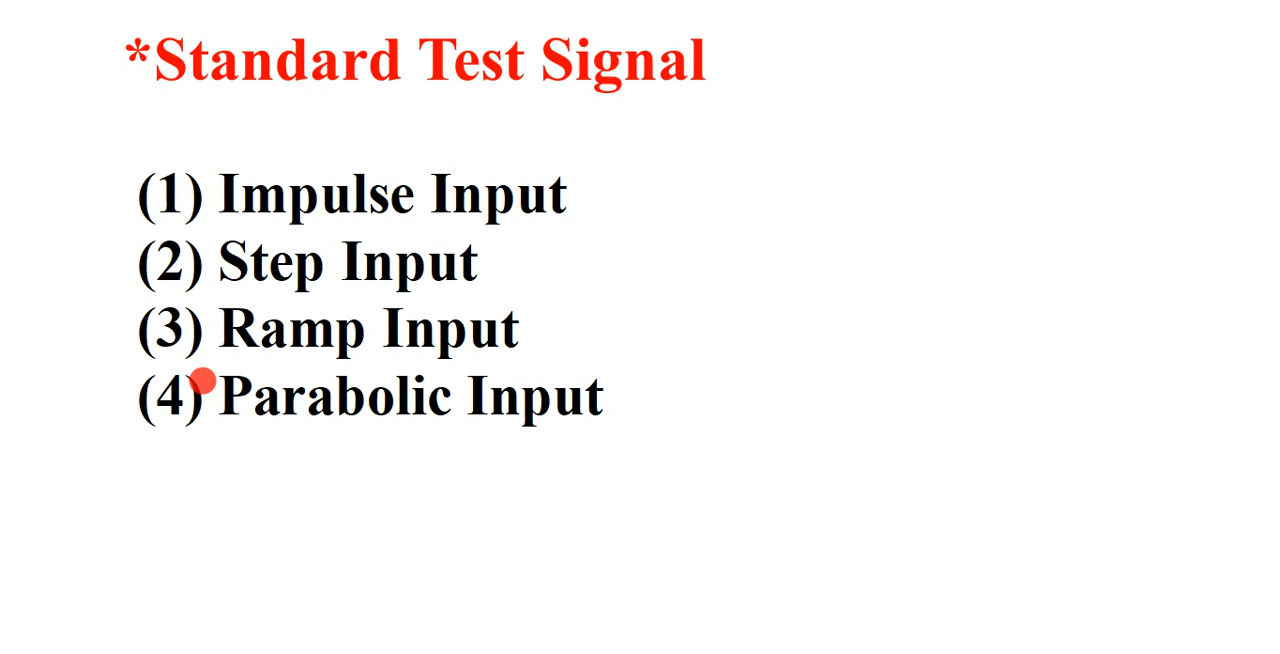 *Standard Test Signal
(1) Impulse Input
(2) Step Input
(3) Ramp Input
(4) Parabolic Input